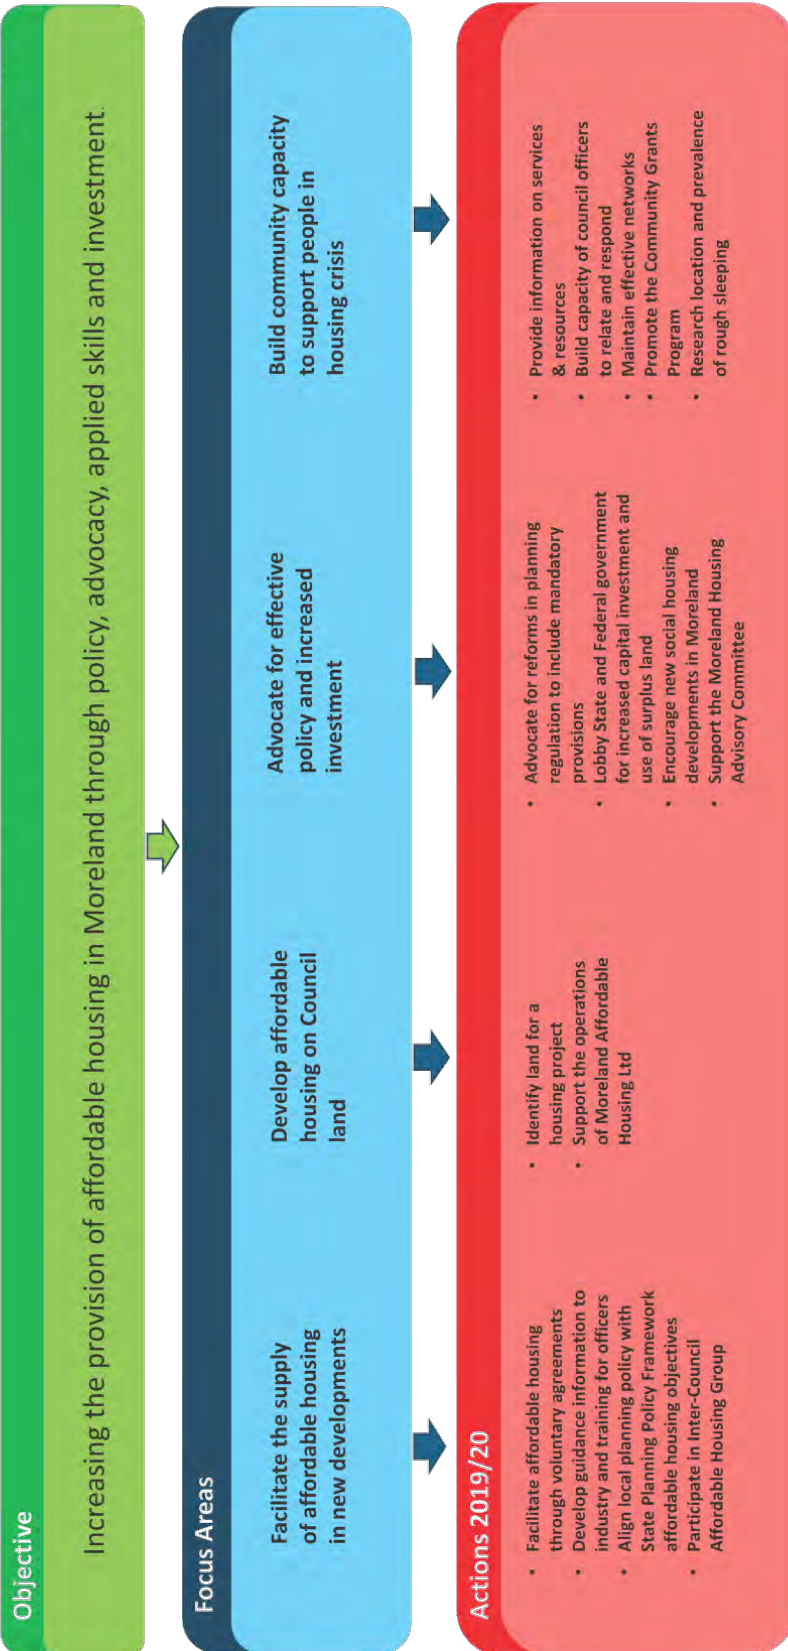 Objective
Increasing the provision of affordable housing in Moreland through policy, advocacy, applied skills and investment.
Focus Areas
Facilitate the supply
of affordable housing
in new developments
Develop affordable
housing on Council
land
Advocate for effective
policy and increased
investment
Build community capacity
to support people in
housing crisis
Actions 2019/20
• Facilitate affordable housing
through voluntary agreements
• Develop guidance information to
industry and training for officers
• Align local planning policy with
State Planning Policy Framework
affordable housing objectives
• Participate in Inter-Council
Affordable Housing Group
• Identify land for a
housing project
• Support the operations
of Moreland Affordable
Housing Ltd
• Advocate for reforms in planning
regulation to include mandatory
provisions
• Lobby State and Federal government
for increased capital investment and
use of surplus land
• Encourage new social housing
developments in Moreland
• Support the Moreland Housing
Advisory Committee
• Provide information on services
& resources
• Build capacity of council officers
to relate and respond
• Maintain effective networks
• Promote the Community Grants
Program
• Research location and prevalence
of rough sleeping